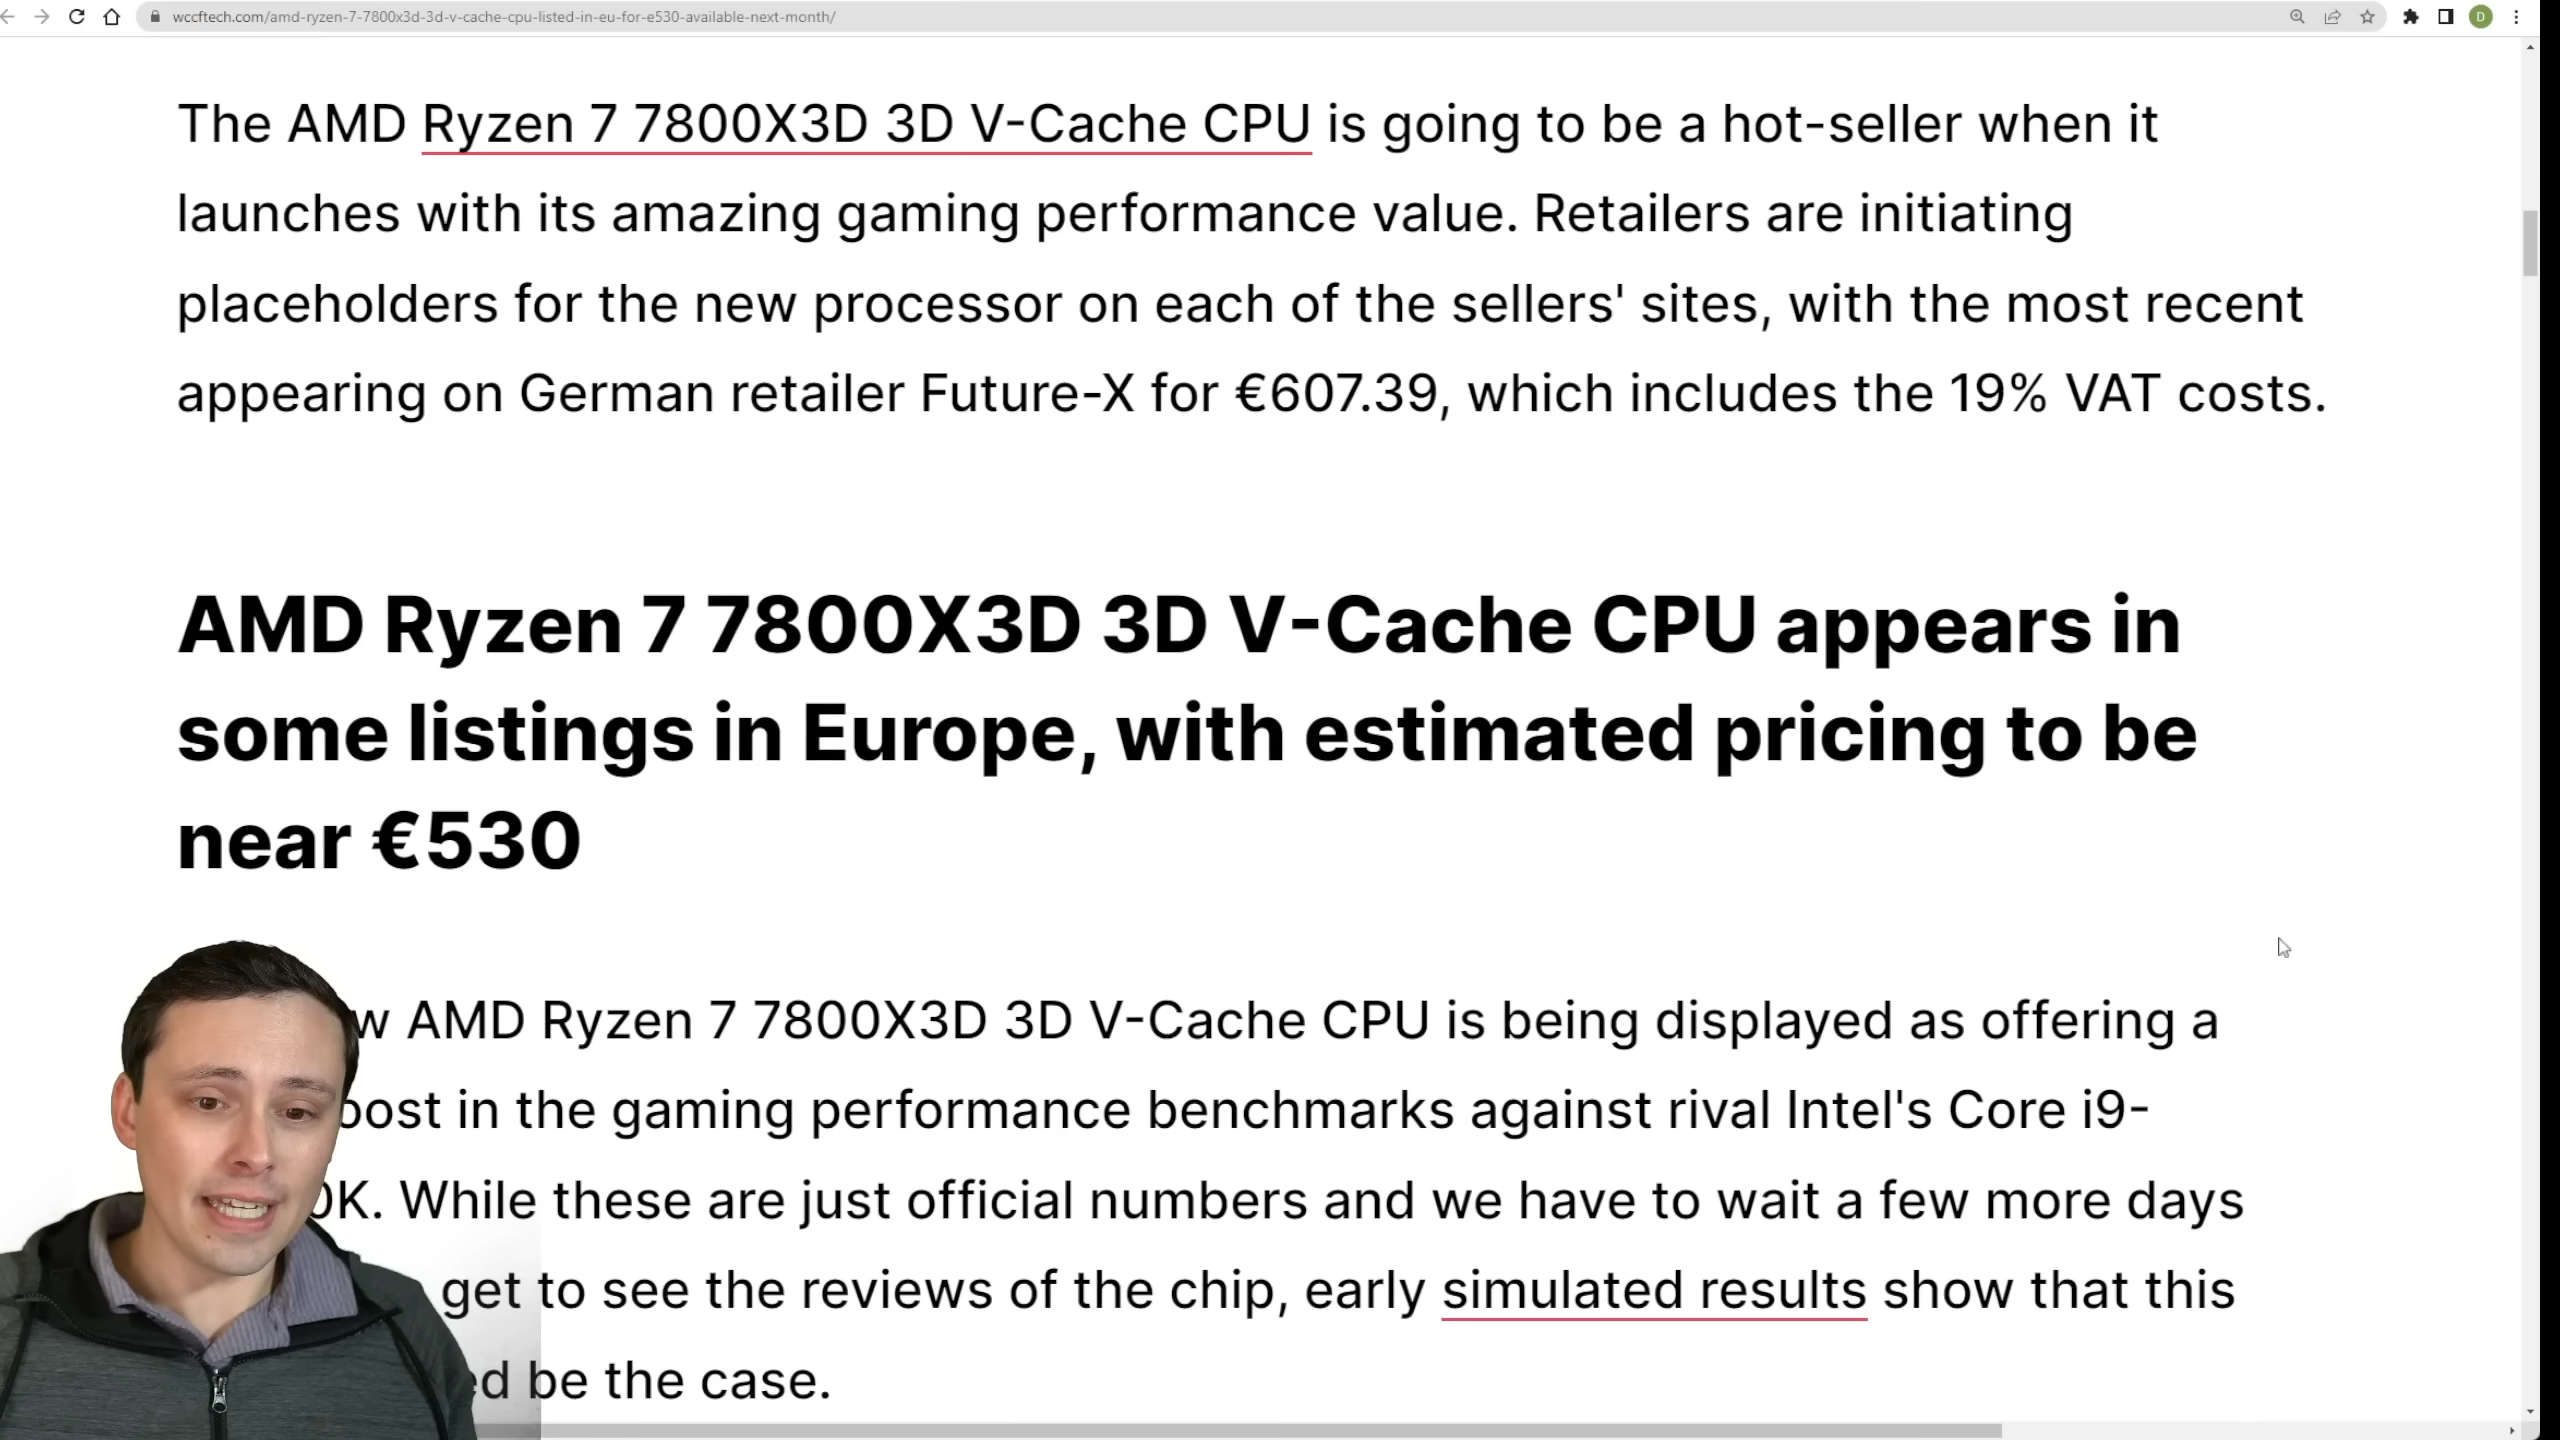 wccftech.com/amd-ryzen-7-7800x3d-3d-v-cache-cpu-listed-in-eu-for-e530-available-next-month/
D
The AMD Ryzen 7 7800X3D 3D V-Cache CPU is going to be a hot-seller when it
launches with its amazing gaming performance value. Retailers are initiating
placeholders for the new processor on each of the sellers' sites, with the most recent
appearing on German retailer Future-X for €607.39, which includes the 19% VAT costs.
AMD Ryzen 7 7800X3D 3D V-Cache CPU appears in
some listings in Europe, with estimated pricing to be
near €530
AMD Ryzen 7 7800X3D 3D V-Cache CPU is being displayed as offering a
in the gaming performance benchmarks against rival Intel's Core i9-
While these are just official numbers and we have to wait a few more days
get to see the reviews of the chip, early simulated results show that this
be the case.